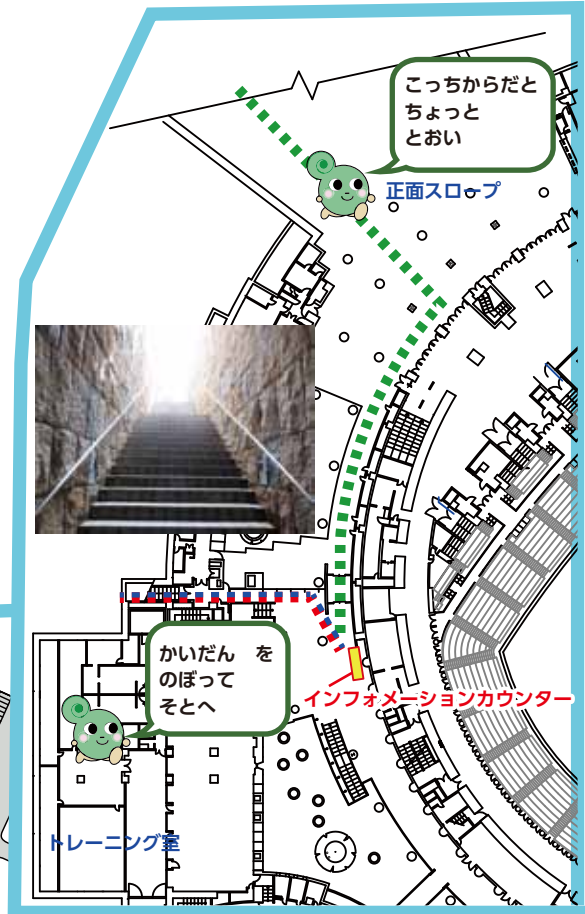 こっちからだと
ちょっと
とおい
正面スロープ
かいだん　を
のぼって
そとへ
インフォメーションカウンター
トレーニング室